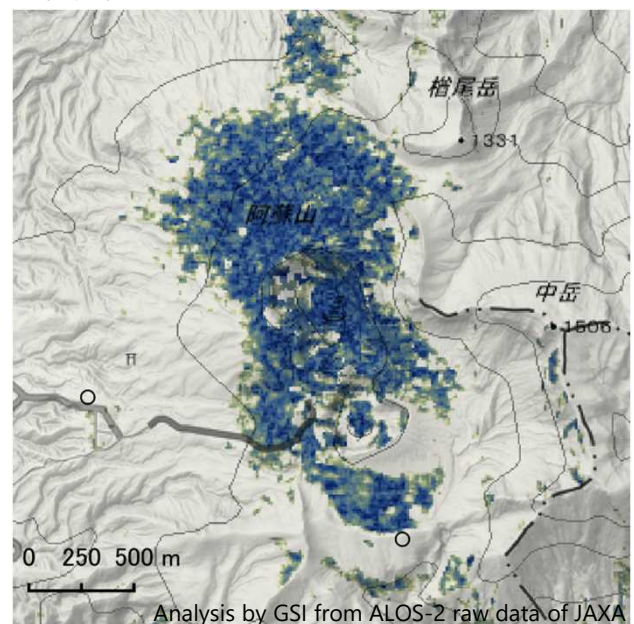 楢尾岳
1331
阿蘇山
中岳
1506
0 250 500 m
Analysis by GSI from ALOS-2 raw data of JAXA